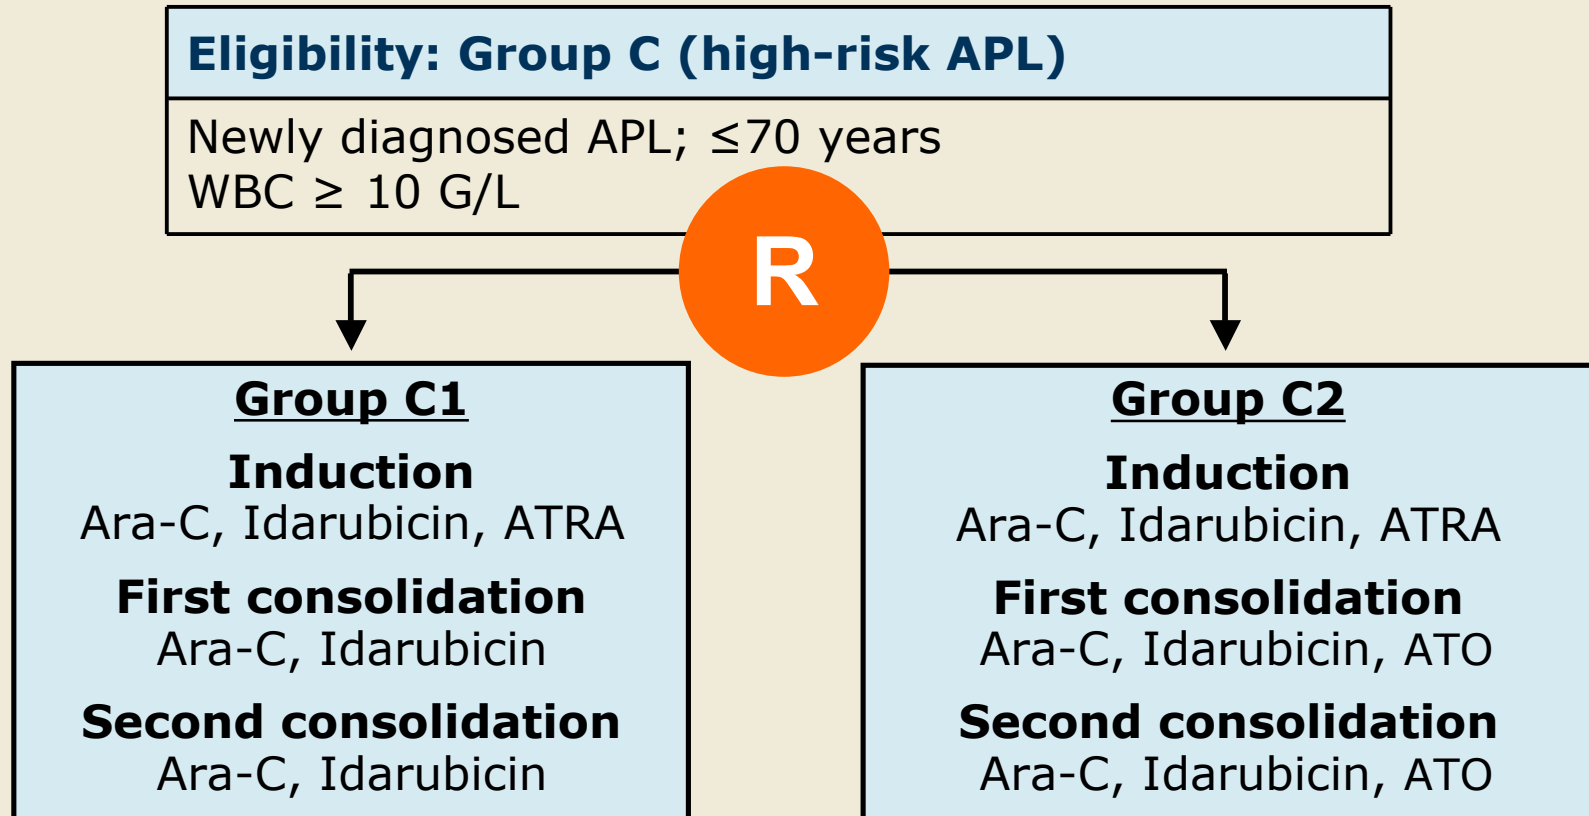 Eligibility: Group C (high-risk APL)
Newly diagnosed APL; ≤70 years
WBC ≥ 10 G/L
R
Group C1
Induction
Ara-C, Idarubicin, ATRA
First consolidation
Ara-C, Idarubicin
Second consolidation
Ara-C, Idarubicin
Group C2
Induction
Ara-C, Idarubicin, ATRA
First consolidation
Ara-C, Idarubicin, ATO
Second consolidation
Ara-C, Idarubicin, ATO